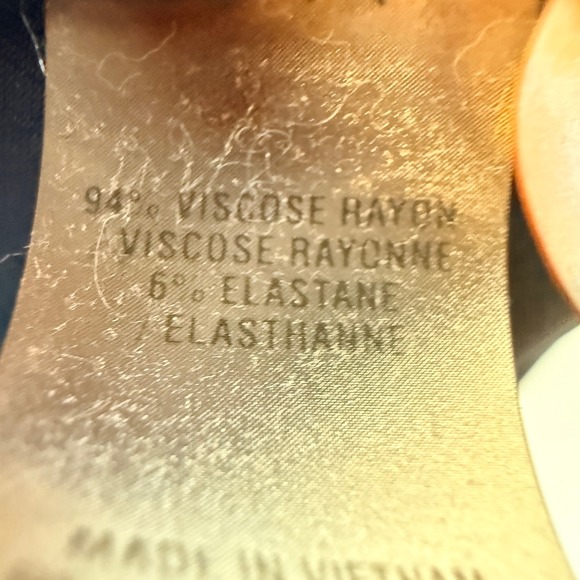 94% VISCOSE RAYON
/ VISCOSE RAYONNE
6% ELASTANE
/ ELASTHANNE
MADE IN VIETNAM